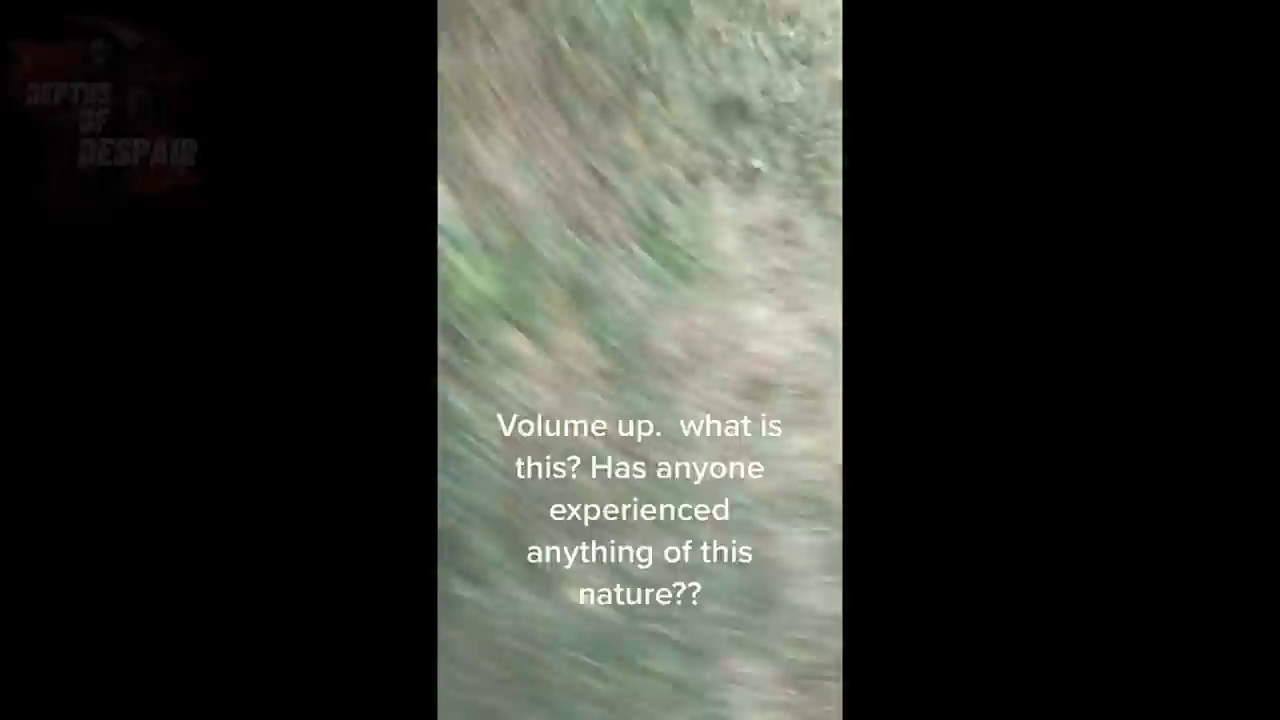 DEPTHS
OF
DESPAIR
Volume up.  what is
this? Has anyone
experienced
anything of this
nature??